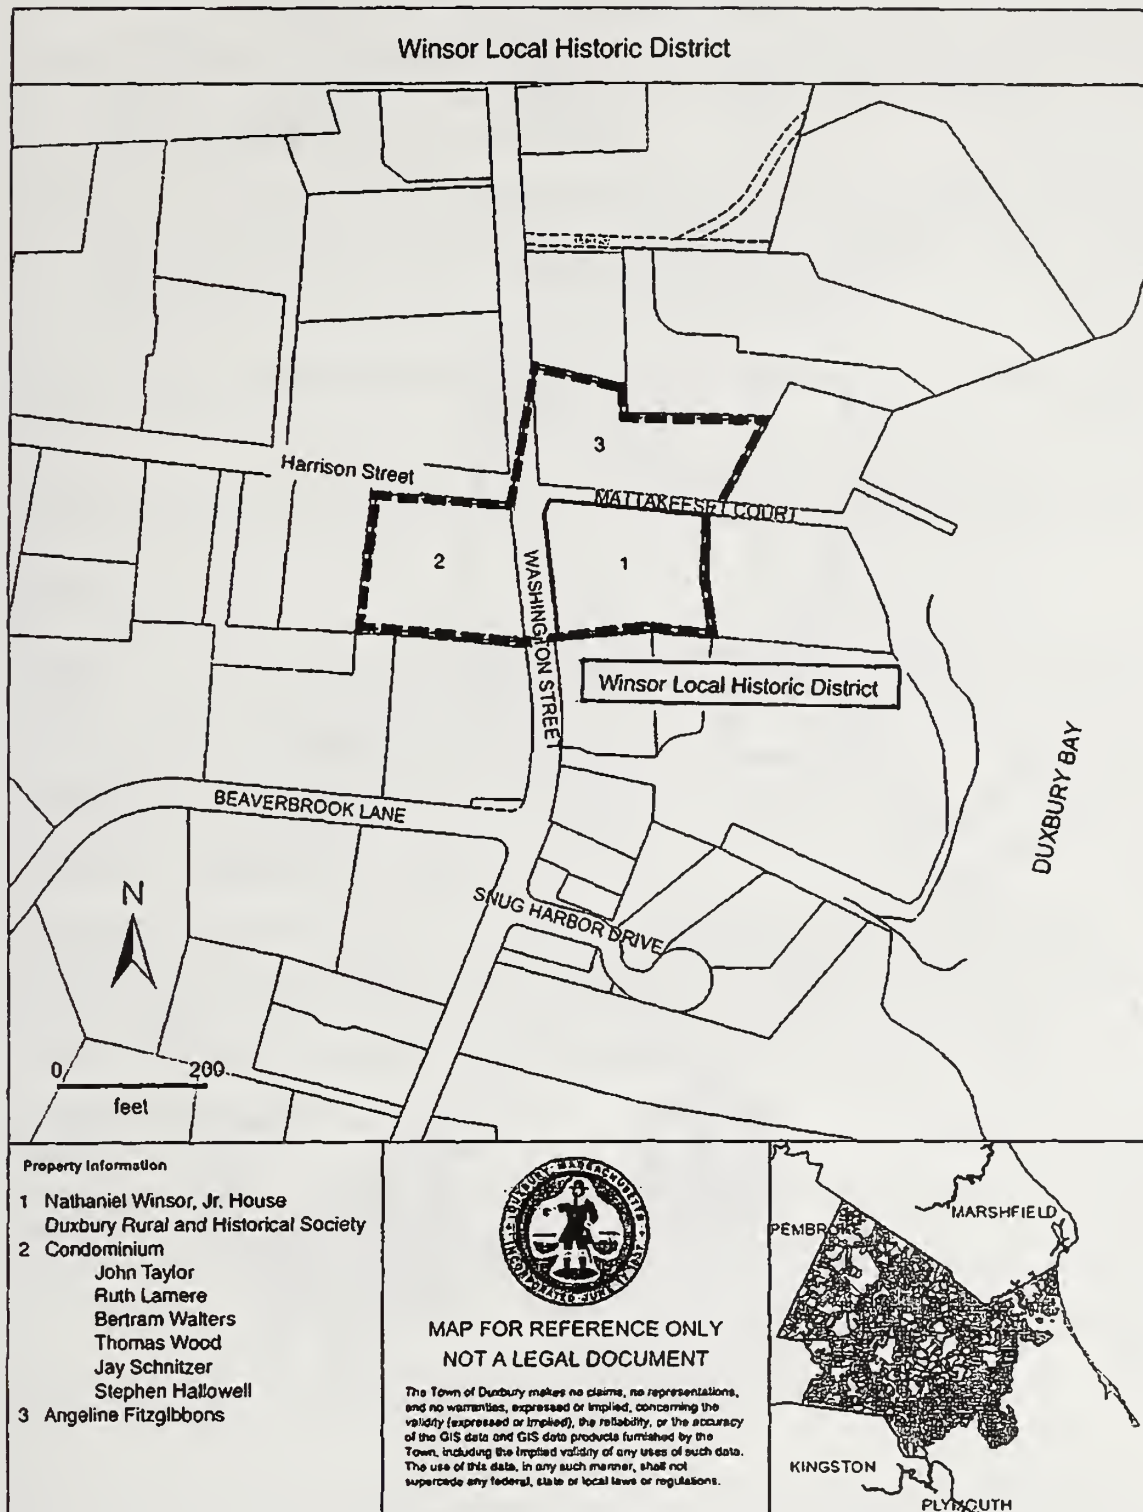 Winsor Local Historic District
Harrison Street
3
MATTAKEESET COURT
2
1
WASHINGTON STREET
Winsor Local Historic District
DUXBURY BAY
BEAVERBROOK LANE
N
SNUG HARBOR DRIVE
0 200
feet
Property Information
1 Nathaniel Winsor, Jr. House
Duxbury Rural and Historical Society
2 Condominium
John Taylor
Ruth Lamere
Bertram Walters
Thomas Wood
Jay Schnitzer
Stephen Hallowell
3 Angeline Fitzgibbons
DUXBURY MASSACHUSETTS
INCORPORATED JUNE 17, 1637
MAP FOR REFERENCE ONLY
NOT A LEGAL DOCUMENT
The Town of Duxbury makes no claims, no representations,
and no warranties, expressed or implied, concerning the
validity (expressed or implied), the reliability, or the accuracy
of the GIS data and GIS data products furnished by the
Town, including the implied validity of any uses of such data.
The use of this data, in any such manner, shall not
supercede any federal, state or local laws or regulations.
PEMBROKE
MARSHFIELD
KINGSTON
PLYMOUTH